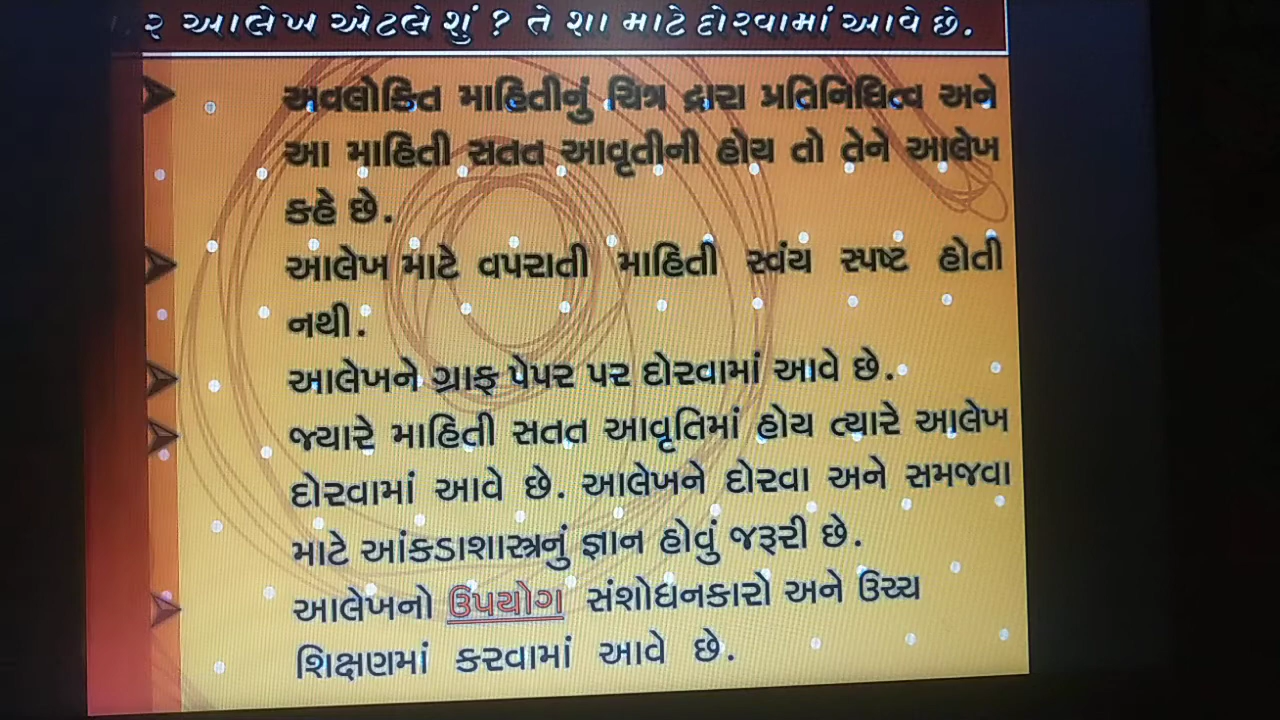 . ૨ આલેખ એટલે શું ? તે શા માટે દોરવામાં આવે છે.
અવલોકિત માહિતીનું ચિત્ર દ્વારા પ્રતિનિધિત્વ અને
આ માહિતી સતત આવૃતીની હોય તો તેને આલેખ
કહે છે.
આલેખ માટે વપરાતી માહિતી સ્વંય સ્પષ્ટ હોતી
નથી.
આલેખને ગ્રાફ પેપર પર દોરવામાં આવે છે.
જ્યારે માહિતી સતત આવૃતિમાં હોય ત્યારે આલેખ
દોરવામાં આવે છે. આલેખને દોરવા અને સમજવા
માટે આંકડાશાસ્ત્રનું જ્ઞાન હોવું જરૂરી છે.
આલેખનો ઉપયોગ સંશોધનકારો અને ઉચ્ચ
શિક્ષણમાં કરવામાં આવે છે.